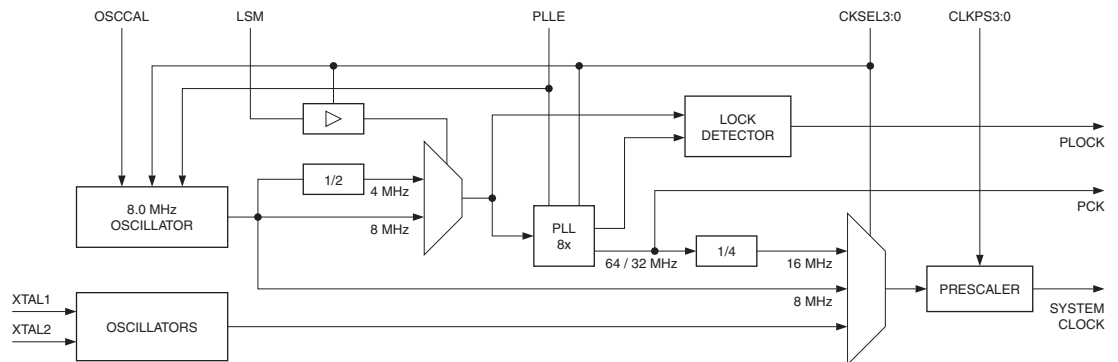 OSCCAL
LSM
PLLE
CKSEL3:0
CLKPS3:0
LOCK
DETECTOR
PLOCK
1/2
4 MHz
8.0 MHz
OSCILLATOR
8 MHz
PLL
8x
PCK
64 / 32 MHz
1/4
16 MHz
8 MHz
PRESCALER
SYSTEM
CLOCK
XTAL1
XTAL2
OSCILLATORS